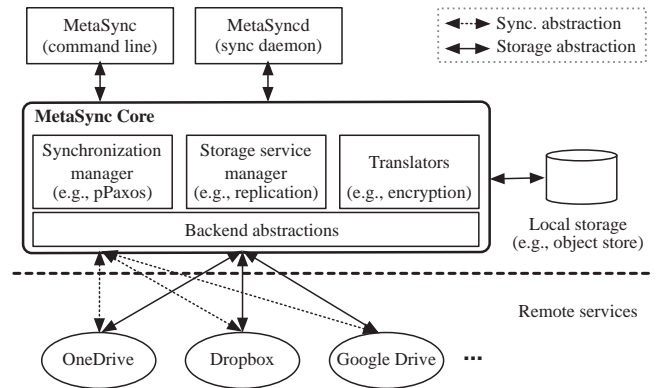 MetaSync
(command line)
MetaSyncd
(sync daemon)
Sync. abstraction
Storage abstraction
MetaSync Core
Synchronization
manager
(e.g., pPaxos)
Storage service
manager
(e.g., replication)
Translators
(e.g., encryption)
Backend abstractions
Local storage
(e.g., object store)
Remote services
OneDrive
Dropbox
Google Drive
...